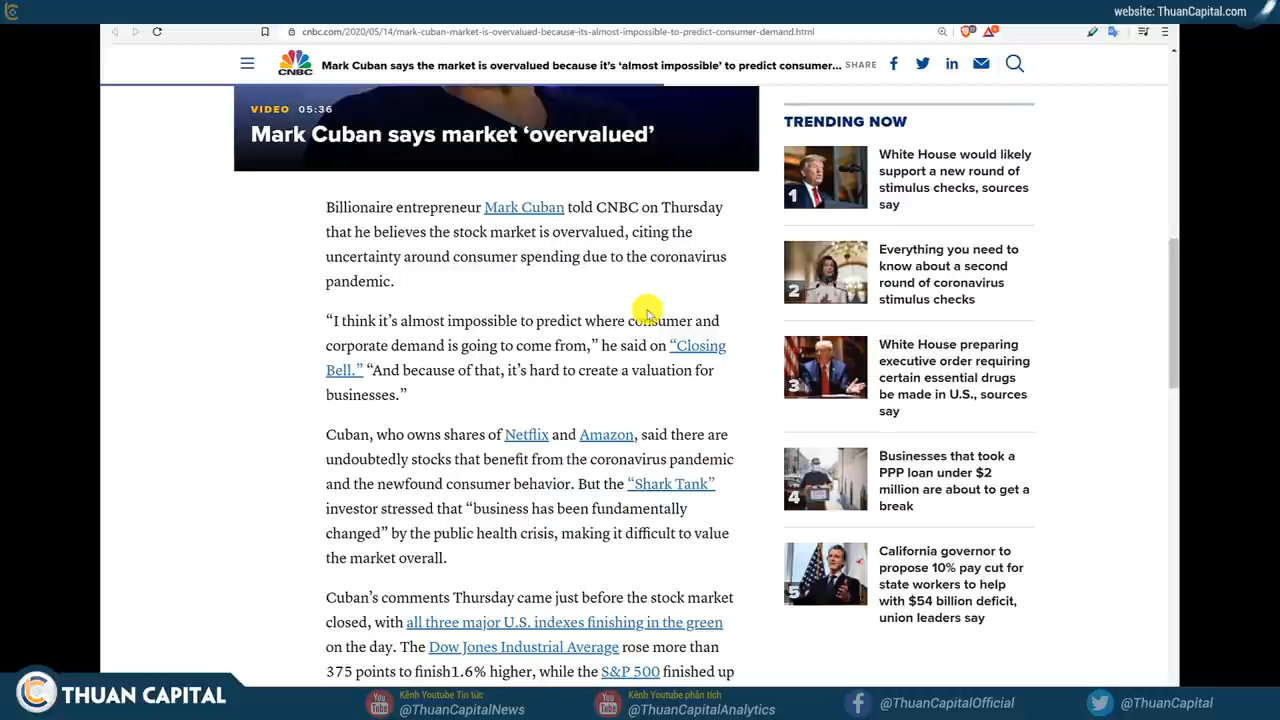 website: ThuanCapital.com
cnbc.com/2020/05/14/mark-cuban-market-is-overvalued-because-its-almost-impossible-to-predict-consumer-demand.html
CNBC
Mark Cuban says the market is overvalued because it's ‘almost impossible’ to predict consumer...
SHARE
VIDEO 05:36
Mark Cuban says market ‘overvalued’
Billionaire entrepreneur Mark Cuban told CNBC on Thursday
that he believes the stock market is overvalued, citing the
uncertainty around consumer spending due to the coronavirus
pandemic.
“I think it’s almost impossible to predict where consumer and
corporate demand is going to come from,” he said on “Closing
Bell.” “And because of that, it’s hard to create a valuation for
businesses.”
Cuban, who owns shares of Netflix and Amazon, said there are
undoubtedly stocks that benefit from the coronavirus pandemic
and the newfound consumer behavior. But the “Shark Tank”
investor stressed that “business has been fundamentally
changed” by the public health crisis, making it difficult to value
the market overall.
Cuban’s comments Thursday came just before the stock market
closed, with all three major U.S. indexes finishing in the green
on the day. The Dow Jones Industrial Average rose more than
375 points to finish1.6% higher, while the S&P 500 finished up
TRENDING NOW
1
White House would likely
support a new round of
stimulus checks, sources
say
2
Everything you need to
know about a second
round of coronavirus
stimulus checks
3
White House preparing
executive order requiring
certain essential drugs
be made in U.S., sources
say
4
Businesses that took a
PPP loan under $2
million are about to get a
break
5
California governor to
propose 10% pay cut for
state workers to help
with $54 billion deficit,
union leaders say
THUAN CAPITAL
You Tube
Kênh Youtube Tin tức
@ThuanCapitalNews
You Tube
Kênh Youtube phân tích
@ThuanCapitalAnalytics
@ThuanCapitalOfficial
@ThuanCapital